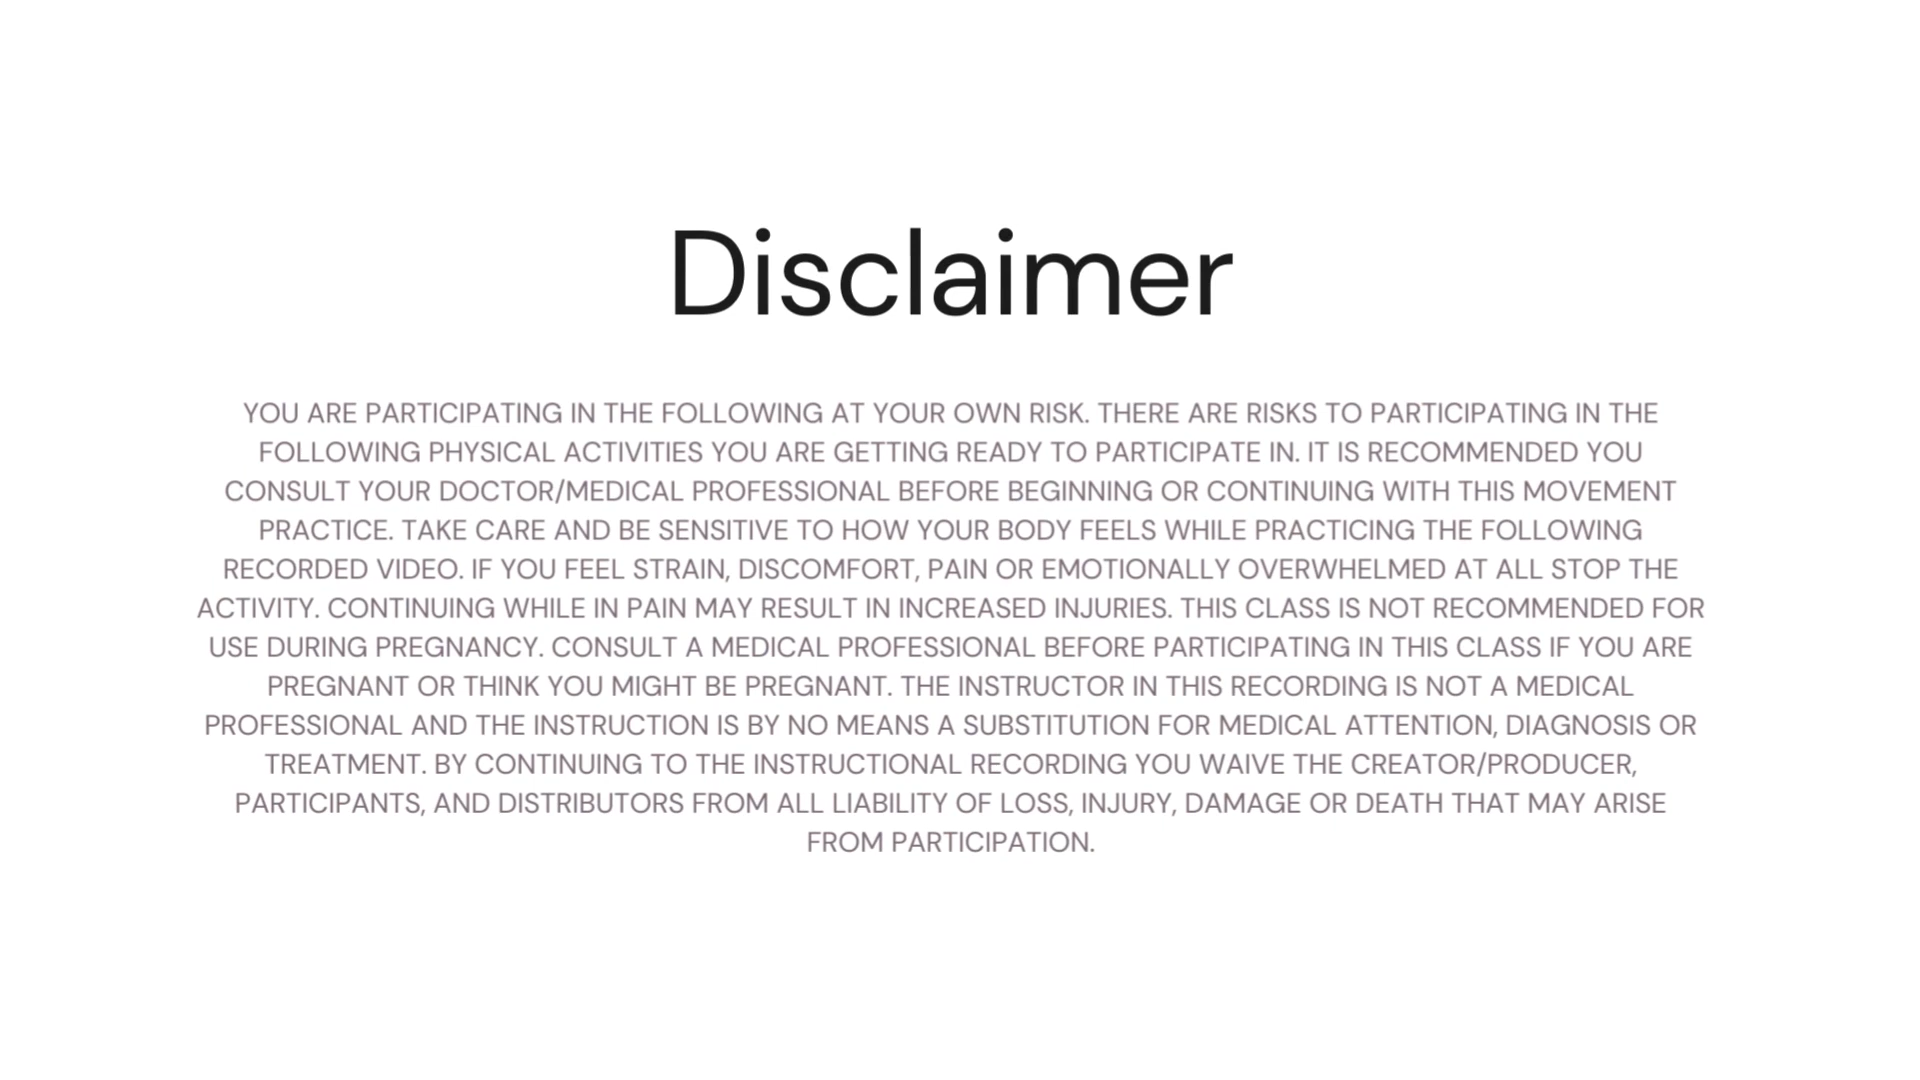 Disclaimer
YOU ARE PARTICIPATING IN THE FOLLOWING AT YOUR OWN RISK. THERE ARE RISKS TO PARTICIPATING IN THE
FOLLOWING PHYSICAL ACTIVITIES YOU ARE GETTING READY TO PARTICIPATE IN. IT IS RECOMMENDED YOU
CONSULT YOUR DOCTOR/MEDICAL PROFESSIONAL BEFORE BEGINNING OR CONTINUING WITH THIS MOVEMENT
PRACTICE. TAKE CARE AND BE SENSITIVE TO HOW YOUR BODY FEELS WHILE PRACTICING THE FOLLOWING
RECORDED VIDEO. IF YOU FEEL STRAIN, DISCOMFORT, PAIN OR EMOTIONALLY OVERWHELMED AT ALL STOP THE
ACTIVITY. CONTINUING WHILE IN PAIN MAY RESULT IN INCREASED INJURIES. THIS CLASS IS NOT RECOMMENDED FOR
USE DURING PREGNANCY. CONSULT A MEDICAL PROFESSIONAL BEFORE PARTICIPATING IN THIS CLASS IF YOU ARE
PREGNANT OR THINK YOU MIGHT BE PREGNANT. THE INSTRUCTOR IN THIS RECORDING IS NOT A MEDICAL
PROFESSIONAL AND THE INSTRUCTION IS BY NO MEANS A SUBSTITUTION FOR MEDICAL ATTENTION, DIAGNOSIS OR
TREATMENT. BY CONTINUING TO THE INSTRUCTIONAL RECORDING YOU WAIVE THE CREATOR/PRODUCER,
PARTICIPANTS, AND DISTRIBUTORS FROM ALL LIABILITY OF LOSS, INJURY, DAMAGE OR DEATH THAT MAY ARISE
FROM PARTICIPATION.